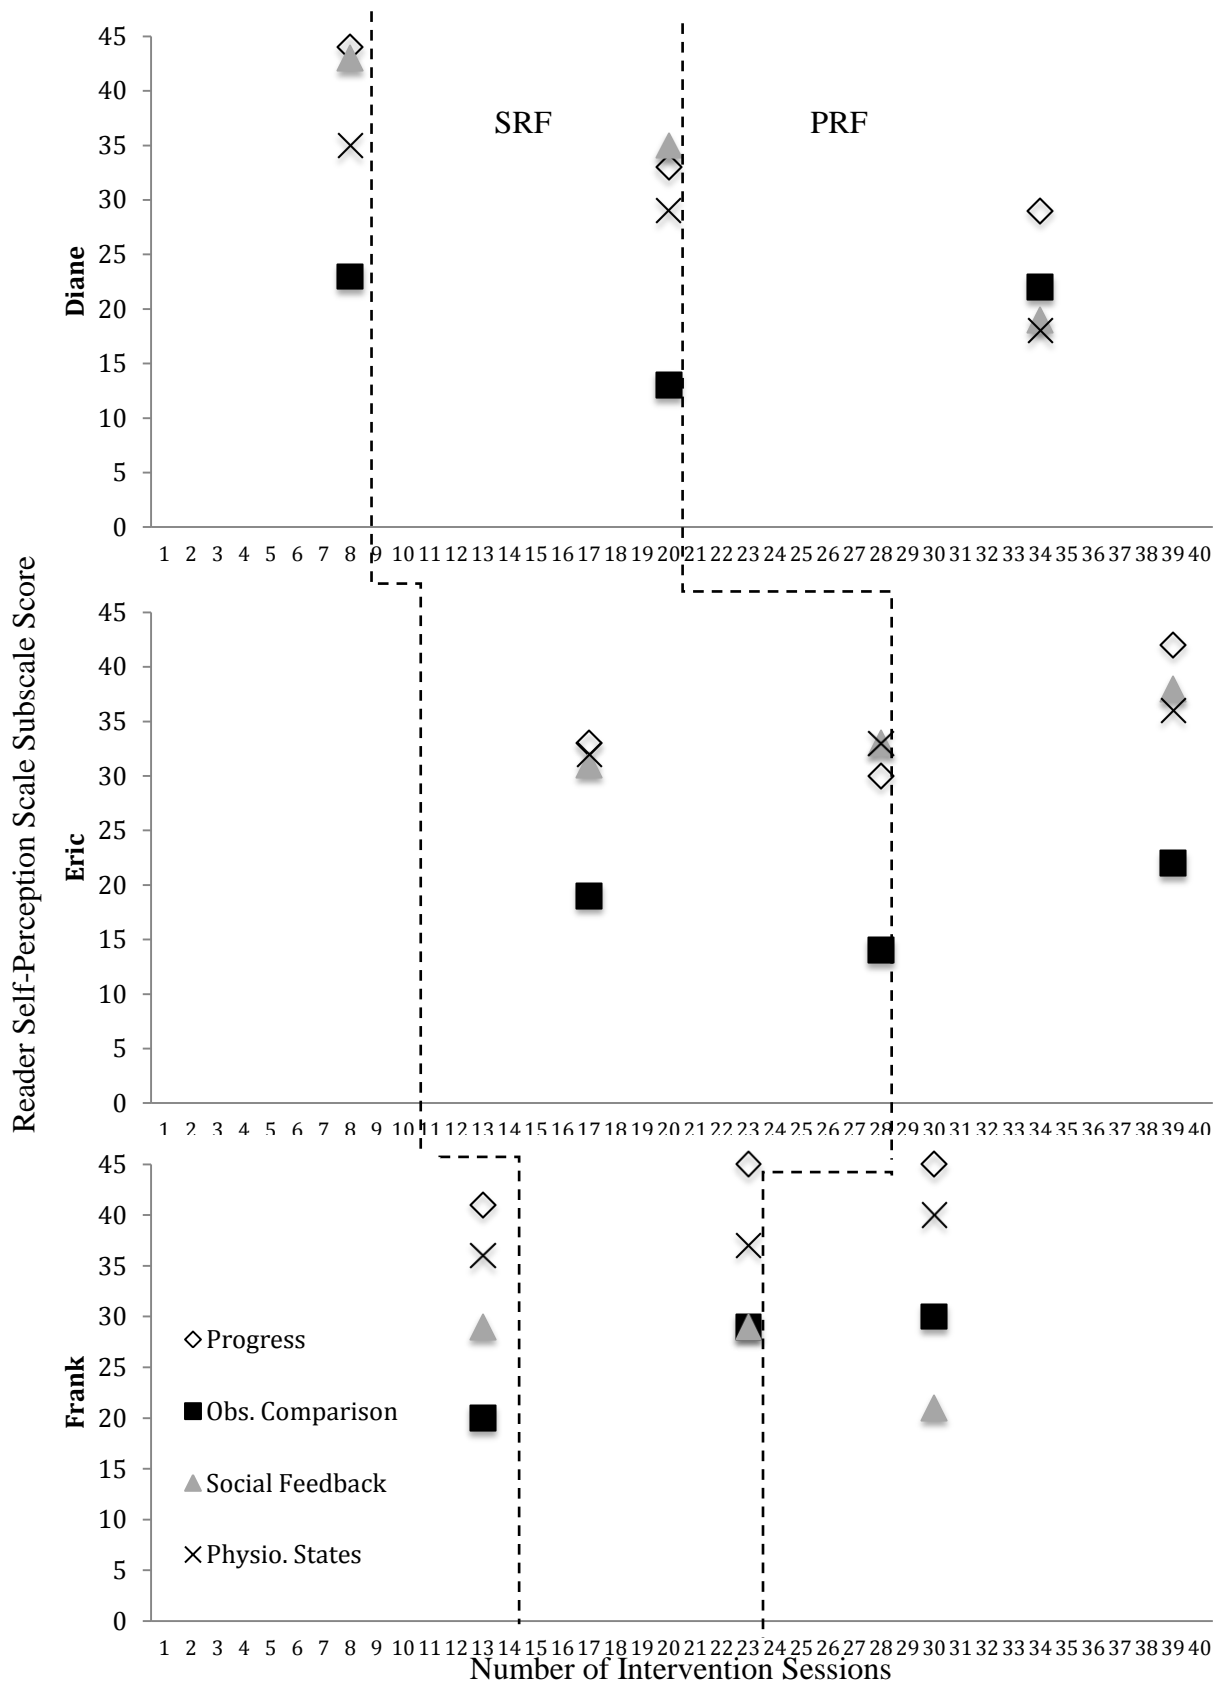 45
40
35
30
25
20
15
10
5
0
SRF
PRF
Diane
1 2 3 4 5 6 7 8 9 10 11 12 13 14 15 16 17 18 19 20 21 22 23 24 25 26 27 28 29 30 31 32 33 34 35 36 37 38 39 40
Reader Self-Perception Scale Subscale Score
45
40
35
30
25
20
15
10
5
0
Eric
1 2 3 4 5 6 7 8 9 10 11 12 13 14 15 16 17 18 19 20 21 22 23 24 25 26 27 28 29 30 31 32 33 34 35 36 37 38 39 40
45
40
35
30
25
20
15
10
5
0
Frank
Progress
Obs. Comparison
Social Feedback
Physio. States
1 2 3 4 5 6 7 8 9 10 11 12 13 14 15 16 17 18 19 20 21 22 23 24 25 26 27 28 29 30 31 32 33 34 35 36 37 38 39 40
Number of Intervention Sessions